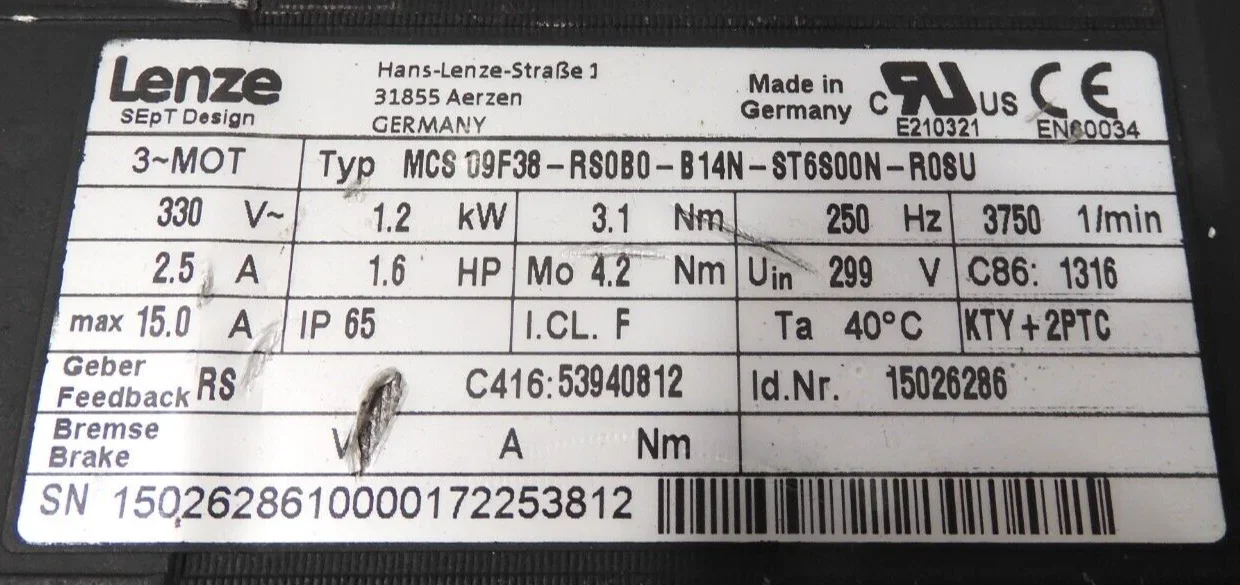 Lenze
SEpT Design
Hans-Lenze-Straße 1
31855 Aerzen
GERMANY
Made in
Germany
C RU US
E210321
CE
EN60034
3~MOT Typ MCS 09F38-RS0B0-B14N-ST6S00N-R0SU
330 V~ 1.2 kW 3.1 Nm 250 Hz 3750 1/min
2.5 A 1.6 HP Mo 4.2 Nm Uin 299 V C86: 1316
max 15.0 A IP 65 I.CL. F Ta 40°C KTY+2PTC
Geber
Feedback RS C416:53940812 Id.Nr. 15026286
Bremse
Brake V A Nm
SN 1502628610000172253812